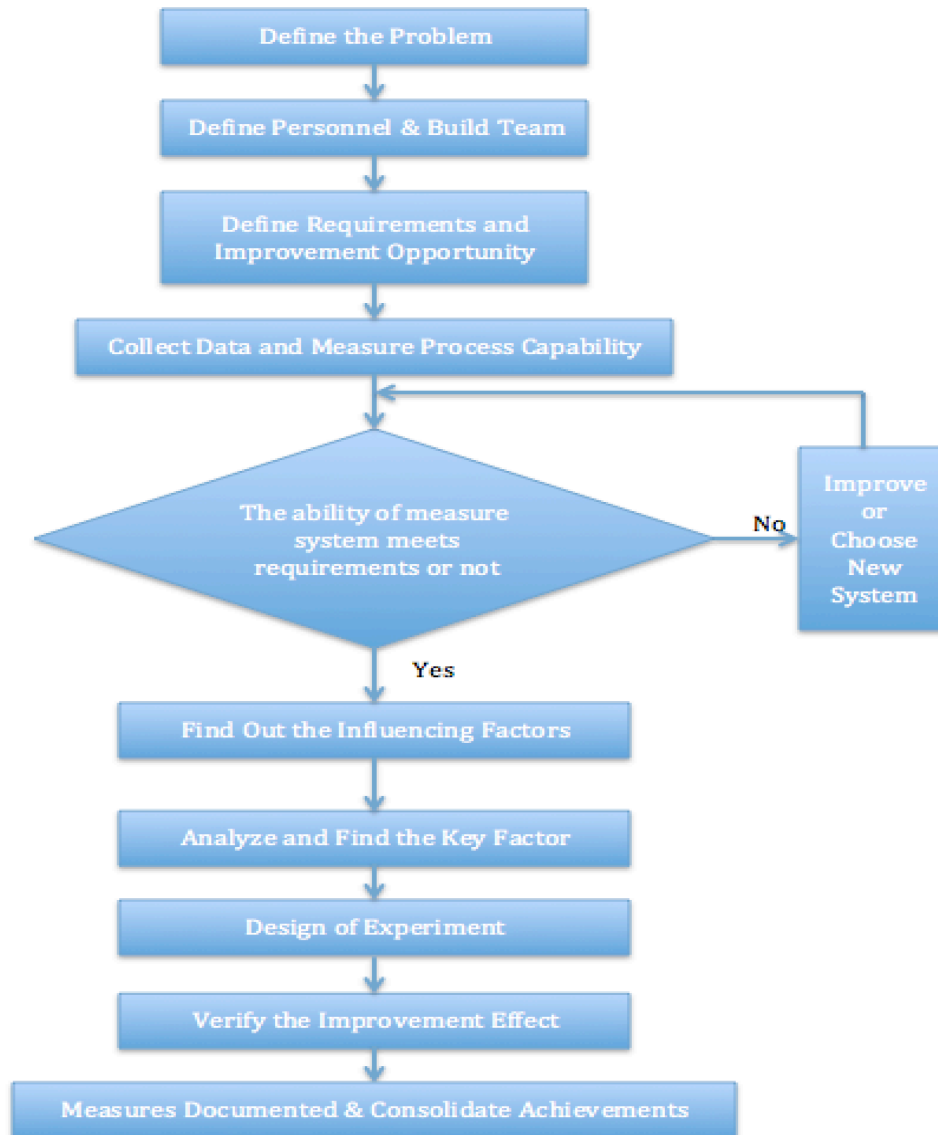 Define the Problem
Define Personnel & Build Team
Define Requirements and
Improvement Opportunity
Collect Data and Measure Process Capability
The ability of measure
system meets
requirements or not
No
Improve
or
Choose
New
System
Yes
Find Out the Influencing Factors
Analyze and Find the Key Factor
Design of Experiment
Verify the Improvement Effect
Measures Documented & Consolidate Achievements